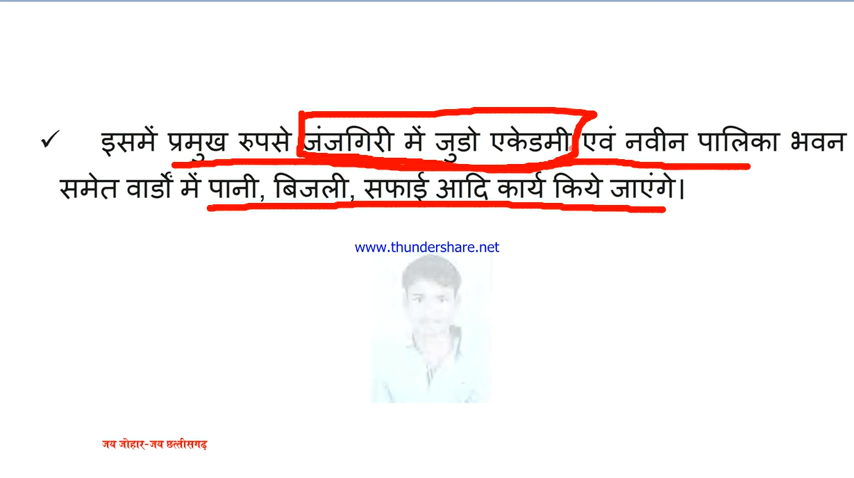 ✓ इसमें प्रमुख रुपसे जंजगिरी में जुडो एकेडमी एवं नवीन पालिका भवन
समेत वार्डों में पानी, बिजली, सफाई आदि कार्य किये जाएंगे।
www.thundershare.net
जय जोहार-जय छत्तीसगढ़